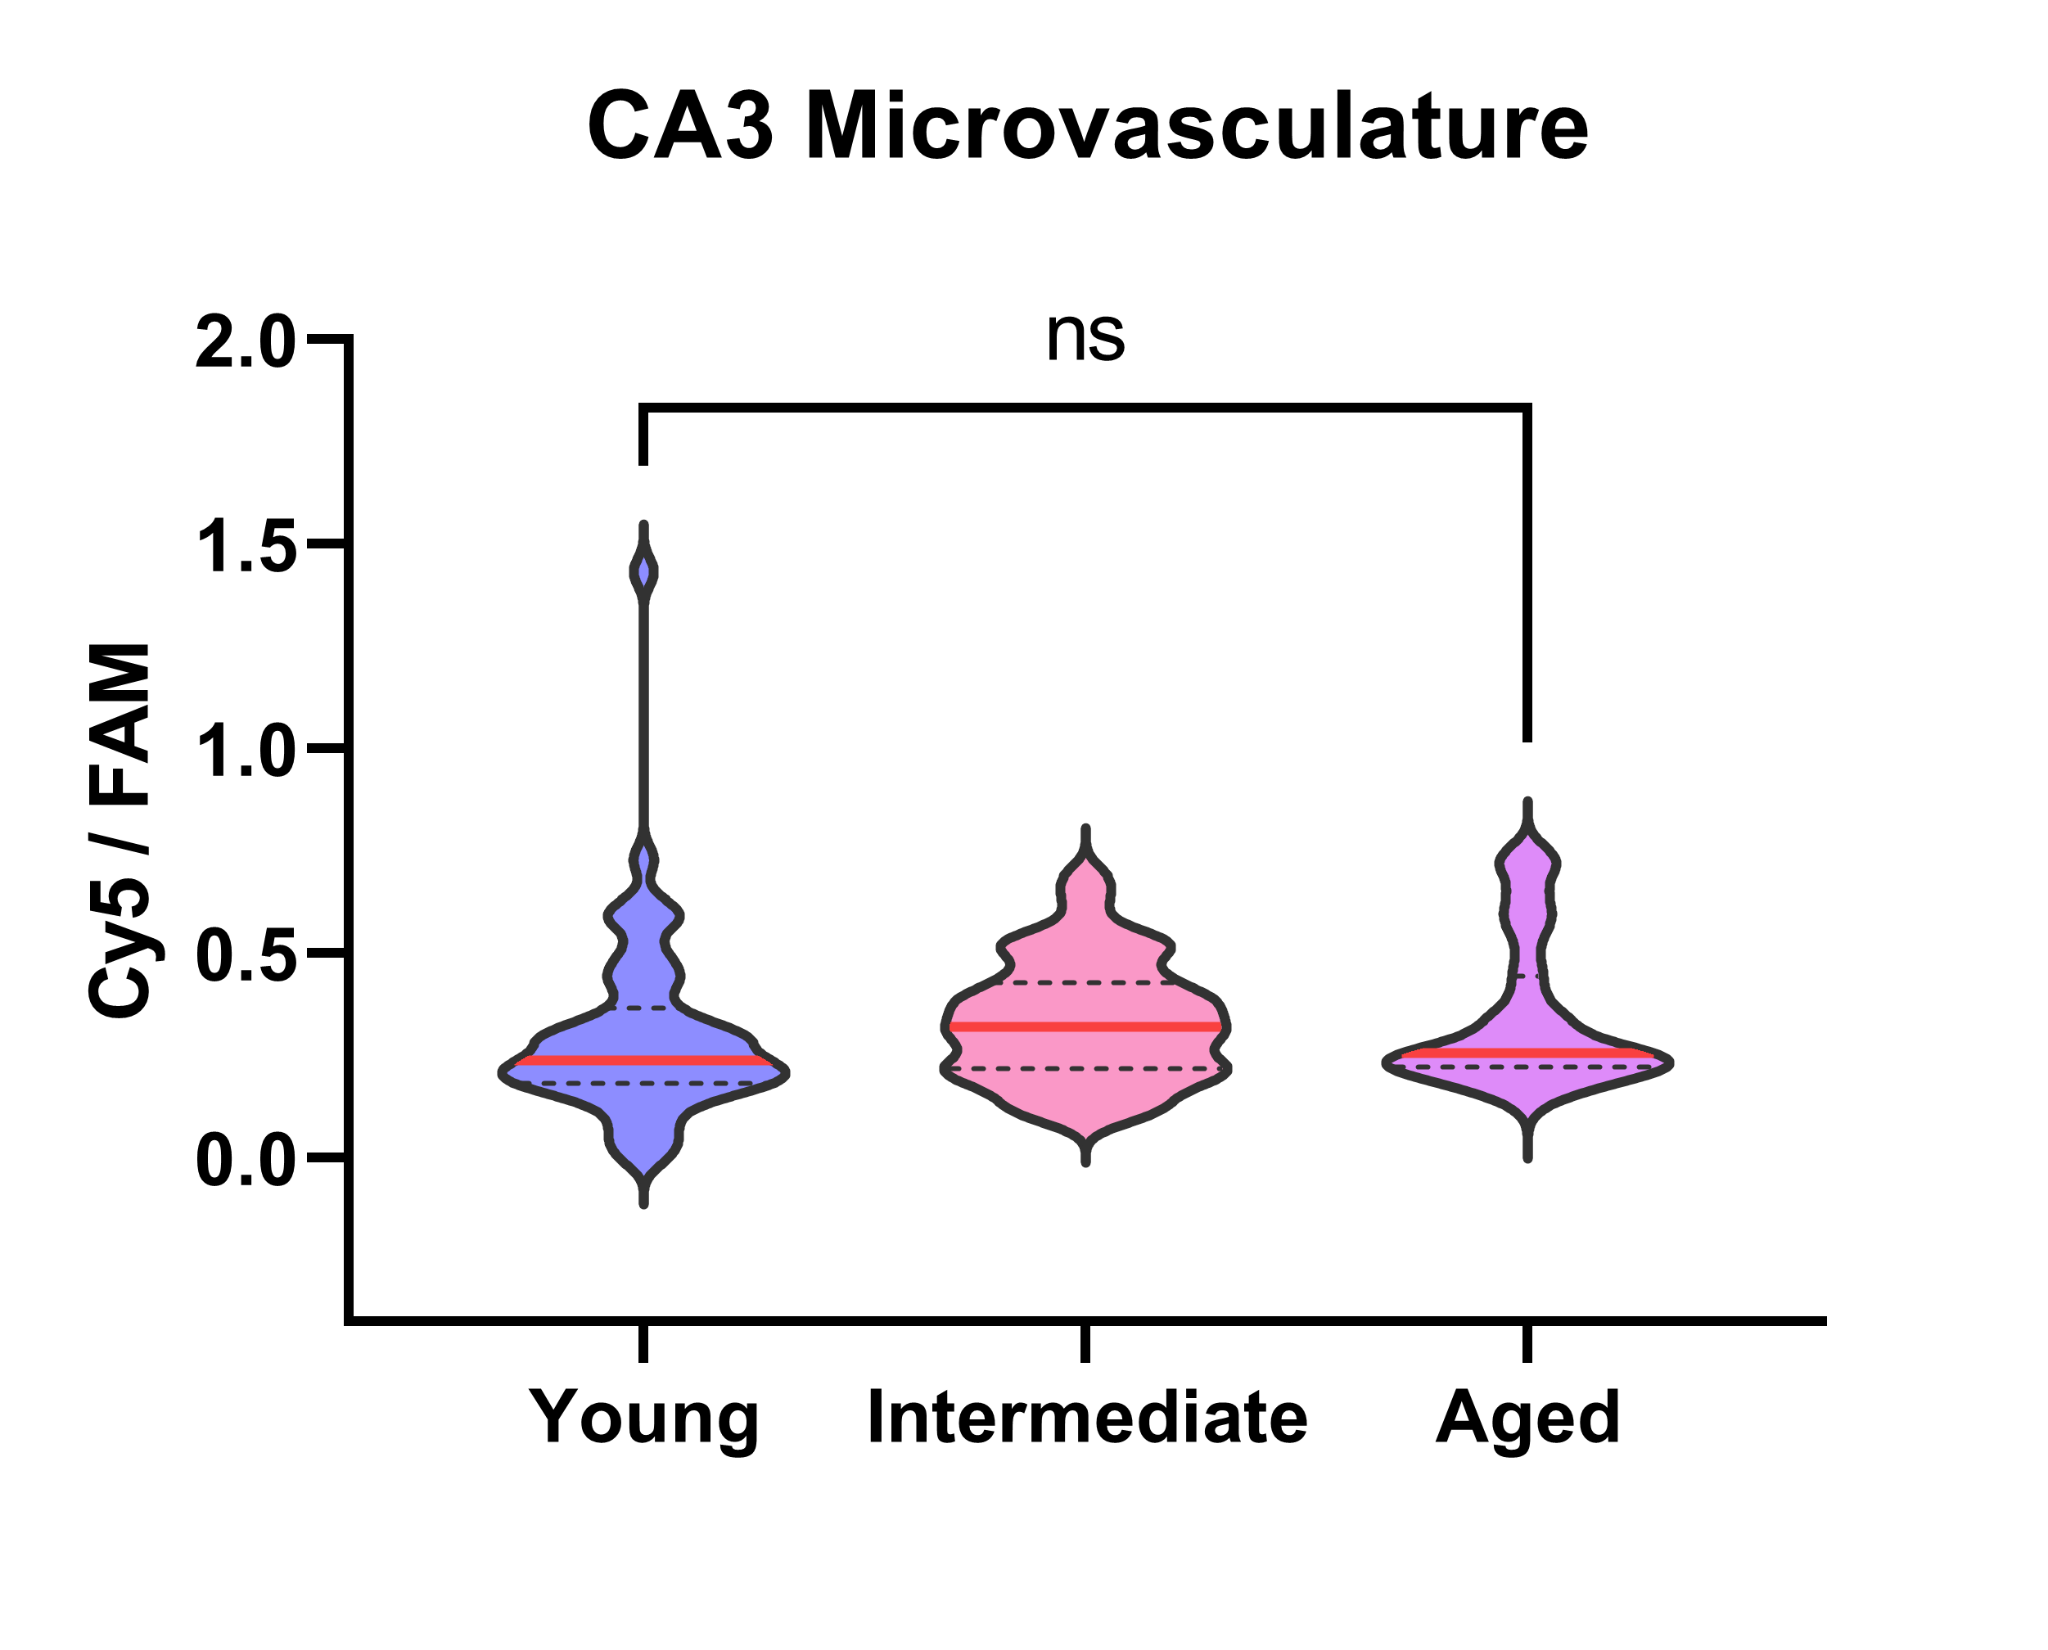 CA3 Microvasculature
ns
Cy5 / FAM
2.0
1.5
1.0
0.5
0.0
Young
Intermediate
Aged